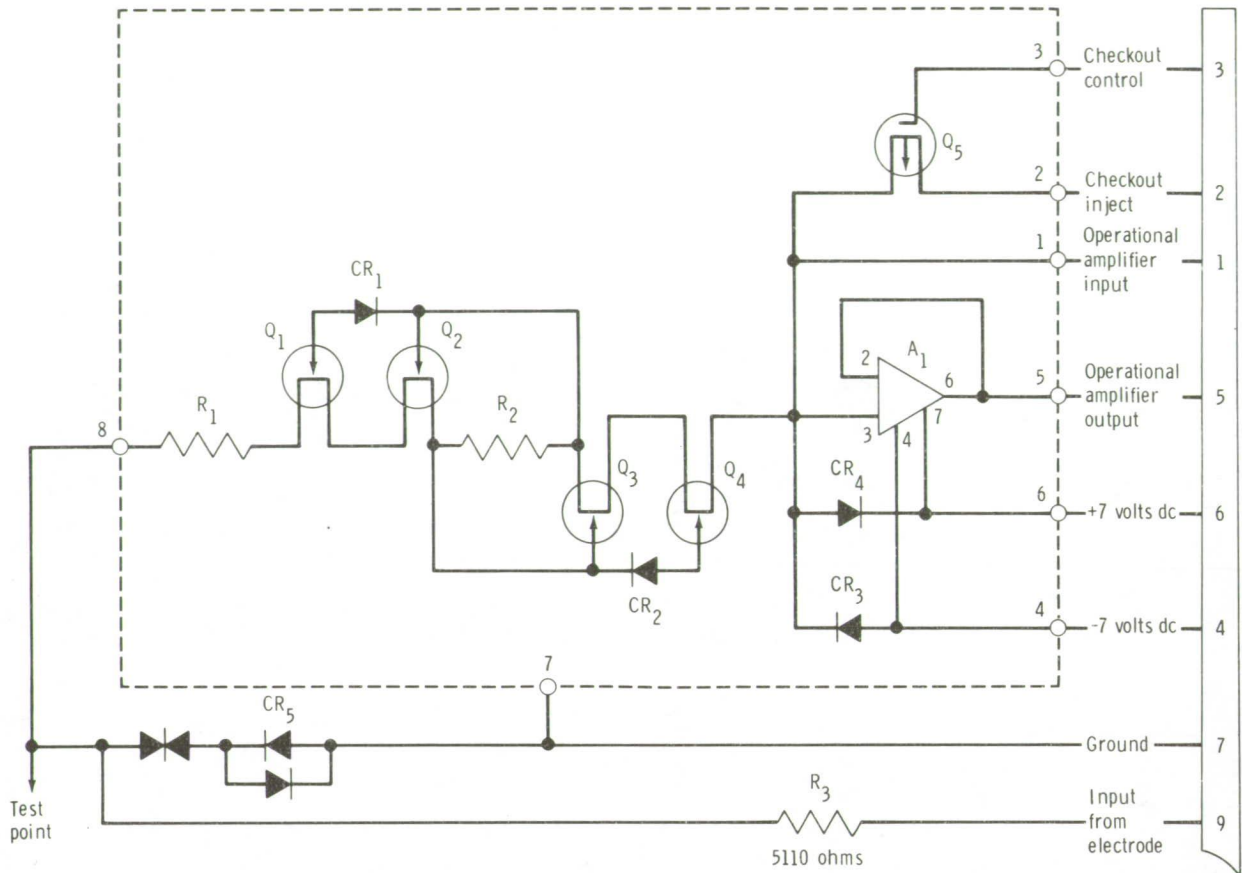 3 Checkout control 3
Q5
2 Checkout inject 2
1 Operational amplifier input 1
CR1
Q1
Q2
A1
2
6
7
3
4
5 Operational amplifier output 5
R1
8
R2
Q3
Q4
CR4
6 +7 volts dc 6
CR2
CR3
4 -7 volts dc 4
7
CR5
Ground 7
Test point
R3
5110 ohms
Input from electrode 9